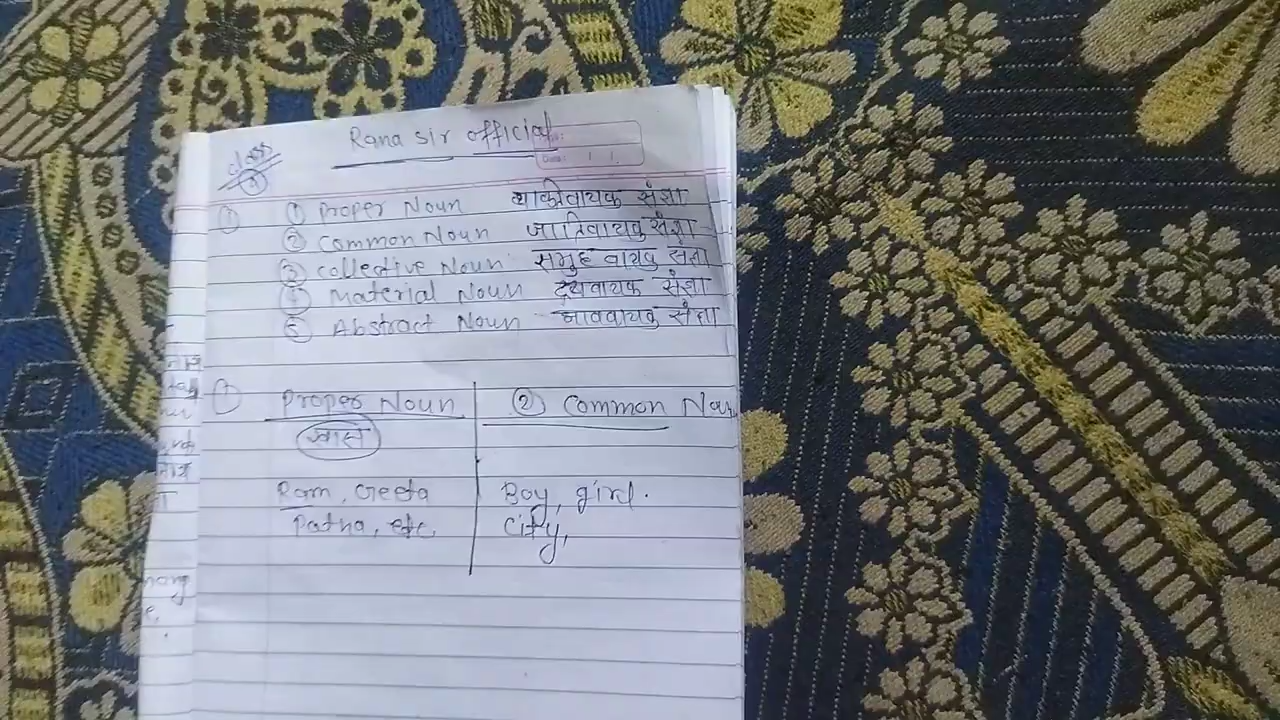 Rana sir official
class
Date:
① ① Proper Noun व्याक्तीवाचक संज्ञा
② Common Noun जातिवाचक संज्ञा
③ Collective Noun समुह वाचक संज्ञा
④ Material Noun द्रव्यवाचक संज्ञा
⑤ Abstract Noun भाववाचक संज्ञा
① Proper Noun ② Common Noun
खास
Ram, Geeta Boy, girl.
Patna, etc. City,